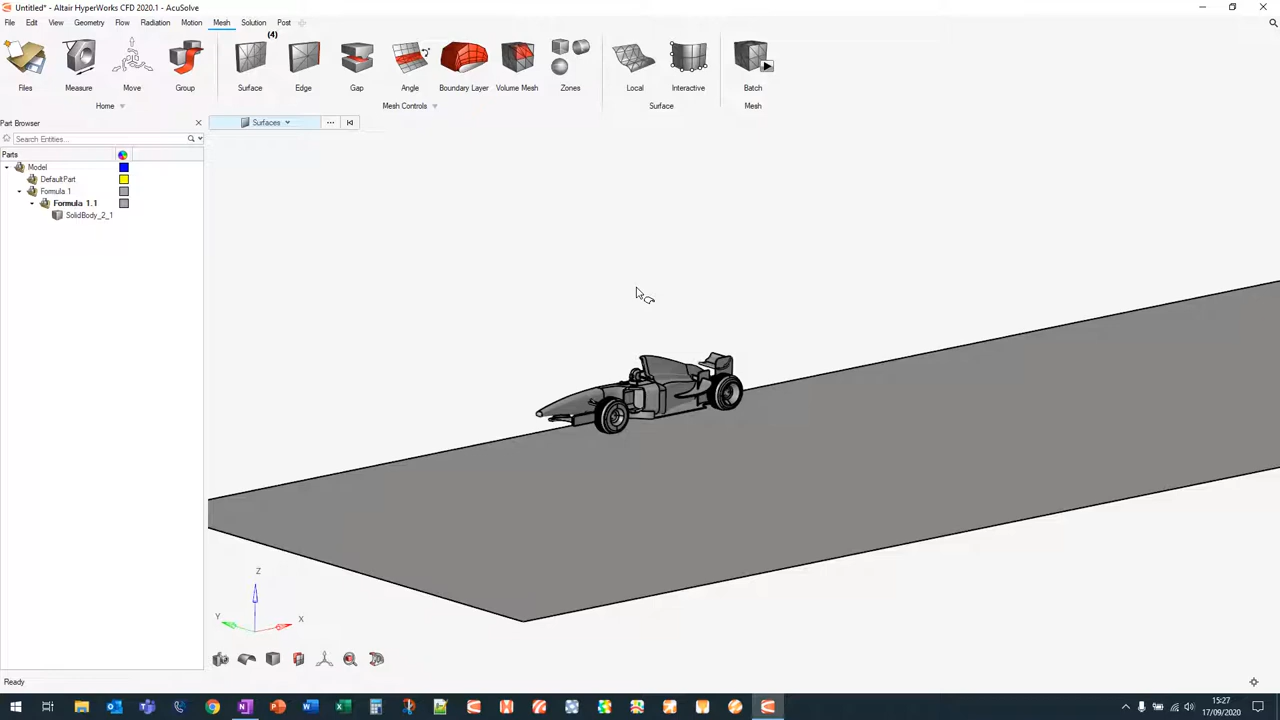 Untitled* - Altair HyperWorks CFD 2020.1 - AcuSolve
File Edit View Geometry Flow Radiation Motion Mesh Solution Post
(4)
Files Measure Move Group Surface Edge Gap Angle Boundary Layer Volume Mesh Zones Local Interactive Batch
Home Mesh Controls Surface Mesh
Part Browser
Surfaces
Search Entities...
Parts
Model
DefaultPart
Formula 1
Formula 1.1
SolidBody_2_1
Z
Y
X
Ready
15:27
17/09/2020